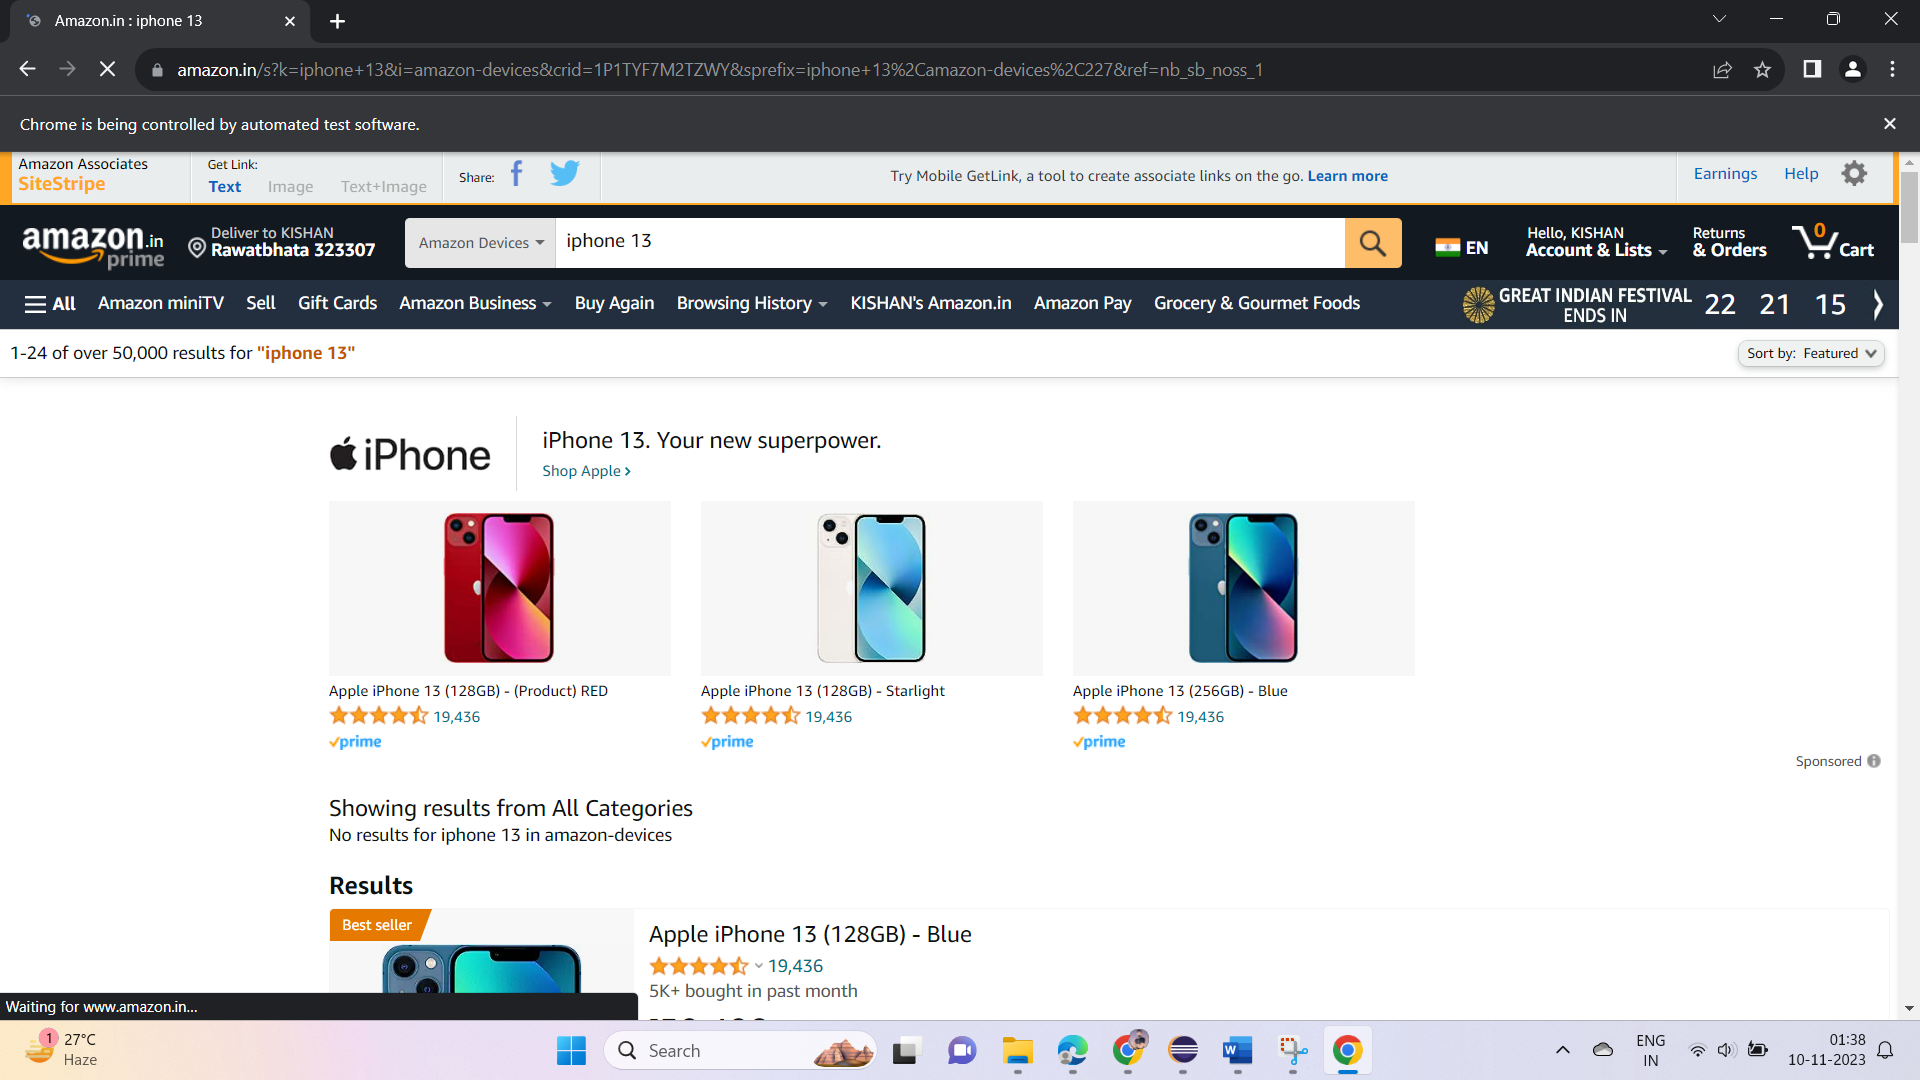 Amazon.in : iphone 13
amazon.in/s?k=iphone+13&i=amazon-devices&crid=1P1TYF7M2TZWY&sprefix=iphone+13%2Camazon-devices%2C227&ref=nb_sb_noss_1
Chrome is being controlled by automated test software.
Amazon Associates
SiteStripe
Get Link:
Text Image Text+Image
Share:
Try Mobile GetLink, a tool to create associate links on the go. Learn more
Earnings Help
amazon.in
prime
Deliver to KISHAN
Rawatbhata 323307
Amazon Devices
iphone 13
EN
Hello, KISHAN
Account & Lists
Returns
& Orders
0
Cart
All Amazon miniTV Sell Gift Cards Amazon Business Buy Again Browsing History KISHAN's Amazon.in Amazon Pay Grocery & Gourmet Foods
GREAT INDIAN FESTIVAL
ENDS IN
22 21 15
1-24 of over 50,000 results for "iphone 13"
Sort by: Featured
iPhone
iPhone 13. Your new superpower.
Shop Apple
Apple iPhone 13 (128GB) - (Product) RED
19,436
prime
Apple iPhone 13 (128GB) - Starlight
19,436
prime
Apple iPhone 13 (256GB) - Blue
19,436
prime
Sponsored
Showing results from All Categories
No results for iphone 13 in amazon-devices
Results
Best seller
Apple iPhone 13 (128GB) - Blue
19,436
5K+ bought in past month
Waiting for www.amazon.in...
1
27°C
Haze
Search
ENG
IN
01:38
10-11-2023